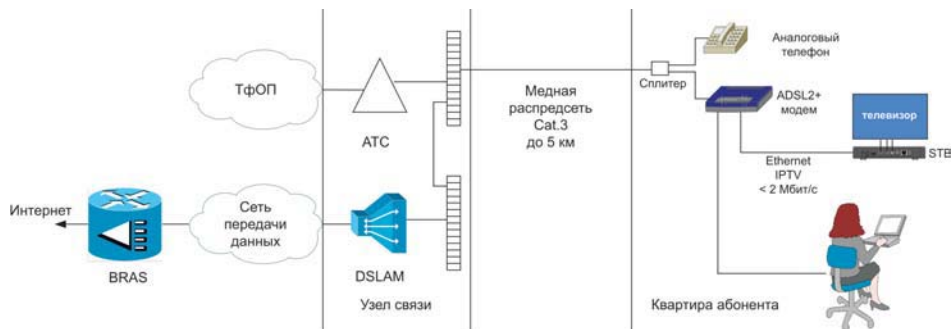 ТфОП
АТС
Медная
распредсеть
Cat.3
до 5 км
Сплитер
Аналоговый
телефон
ADSL2+
модем
телевизор
STB
Ethernet
IPTV
< 2 Мбит/с
Интернет
BRAS
Сеть
передачи
данных
DSLAM
Узел связи
Квартира абонента